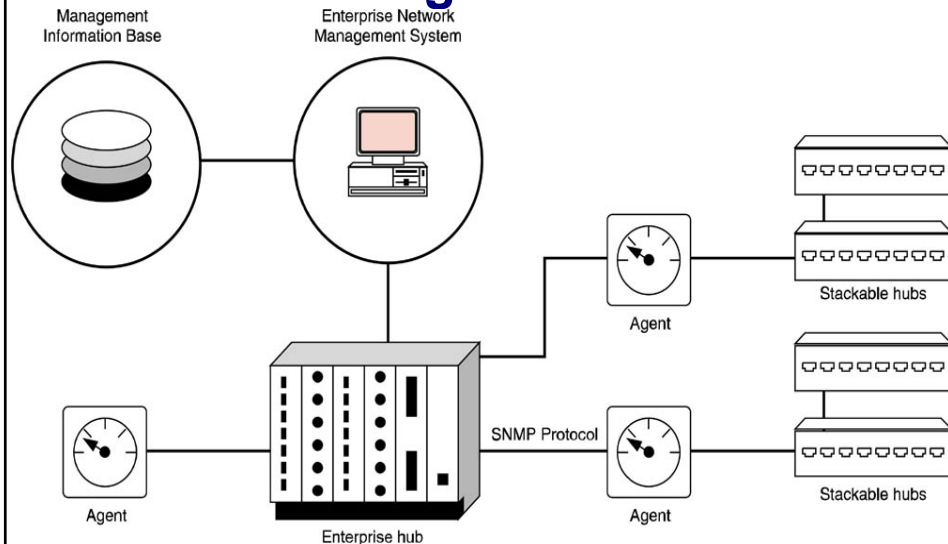 Management
Information Base
Enterprise Network
Management System
Agent
Stackable hubs
SNMP Protocol
Agent
Enterprise hub
Agent
Stackable hubs